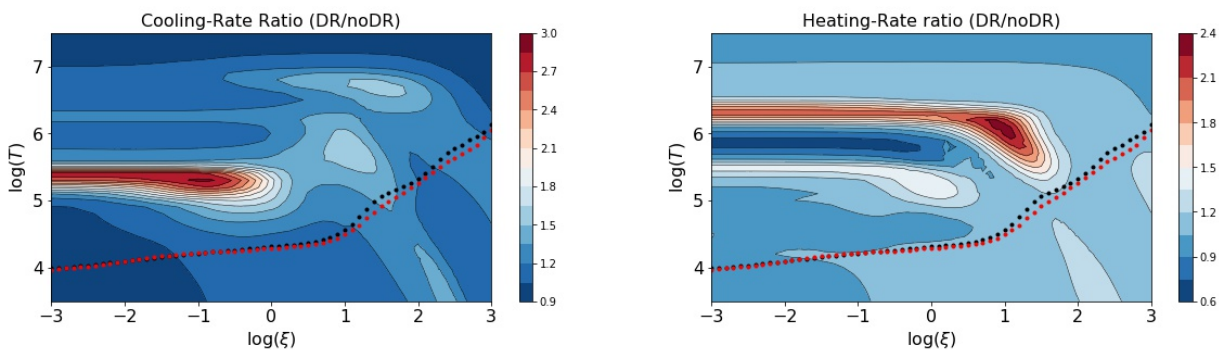 Cooling-Rate Ratio (DR/noDR)
7
6
5
4
log(T)
−3 −2 −1 0 1 2 3
log(ξ)
3.0
2.7
2.4
2.1
1.8
1.5
1.2
0.9
Heating-Rate ratio (DR/noDR)
7
6
5
4
log(T)
−3 −2 −1 0 1 2 3
log(ξ)
2.4
2.1
1.8
1.5
1.2
0.9
0.6